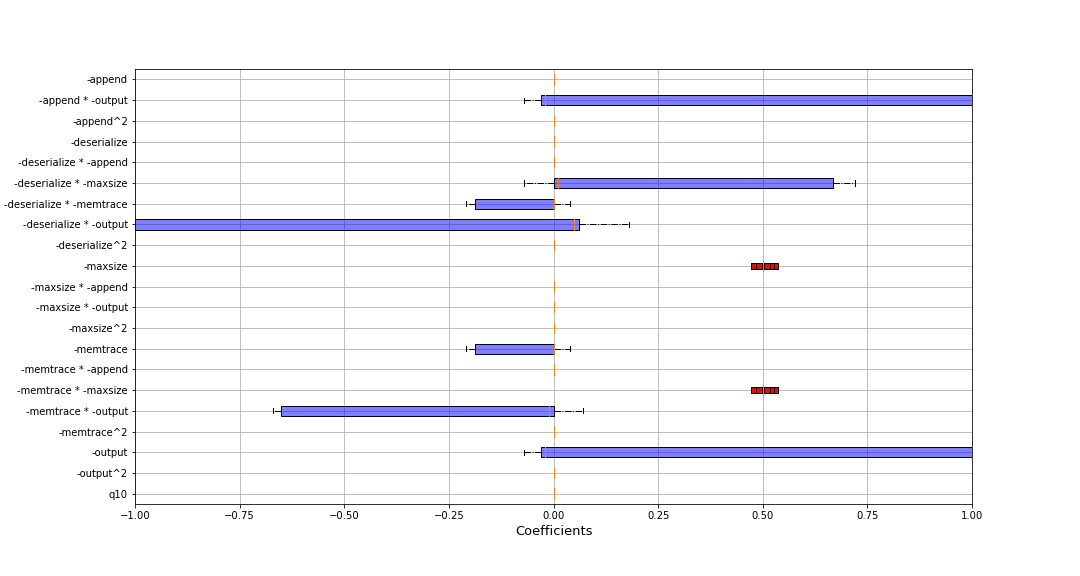 -append
-append * -output
-append^2
-deserialize
-deserialize * -append
-deserialize * -maxsize
-deserialize * -memtrace
-deserialize * -output
-deserialize^2
-maxsize
-maxsize * -append
-maxsize * -output
-maxsize^2
-memtrace
-memtrace * -append
-memtrace * -maxsize
-memtrace * -output
-memtrace^2
-output
-output^2
q10
−1.00 −0.75 −0.50 −0.25 0.00 0.25 0.50 0.75 1.00
Coefficients